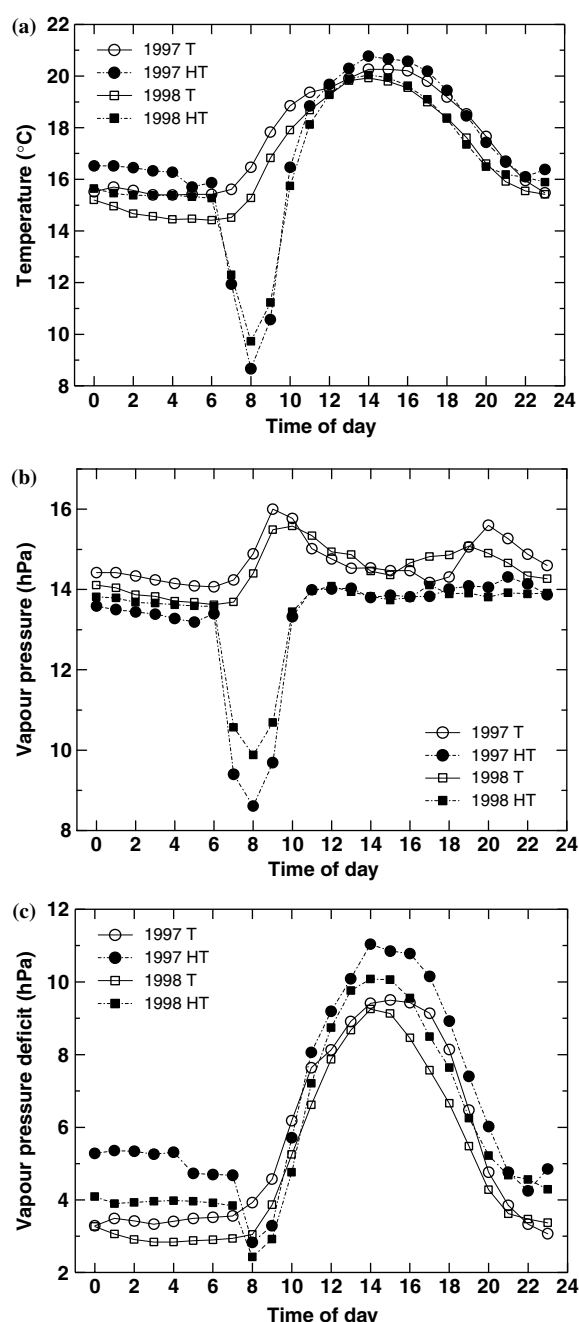 (a)
22
20
18
16
14
12
10
8
Temperature (°C)
1997 T
1997 HT
1998 T
1998 HT
0 2 4 6 8 10 12 14 16 18 20 22 24
Time of day
(b)
16
14
12
10
8
Vapour pressure (hPa)
1997 T
1997 HT
1998 T
1998 HT
0 2 4 6 8 10 12 14 16 18 20 22 24
Time of day
(c)
12
10
8
6
4
2
Vapour pressure deficit (hPa)
1997 T
1997 HT
1998 T
1998 HT
0 2 4 6 8 10 12 14 16 18 20 22 24
Time of day